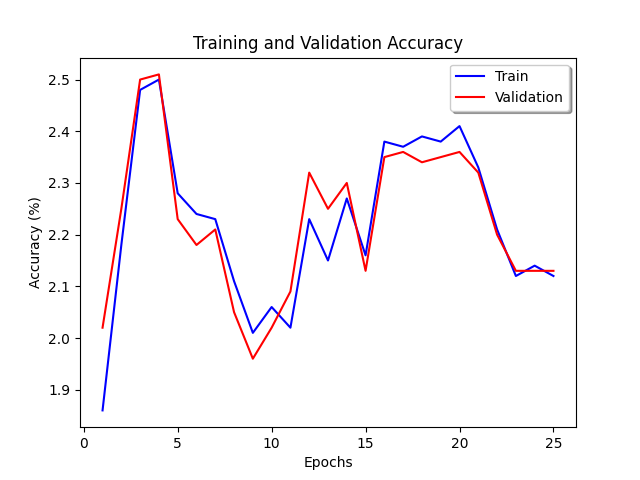 Training and Validation Accuracy
Train
Validation
Accuracy (%)
2.5
2.4
2.3
2.2
2.1
2.0
1.9
0 5 10 15 20 25
Epochs